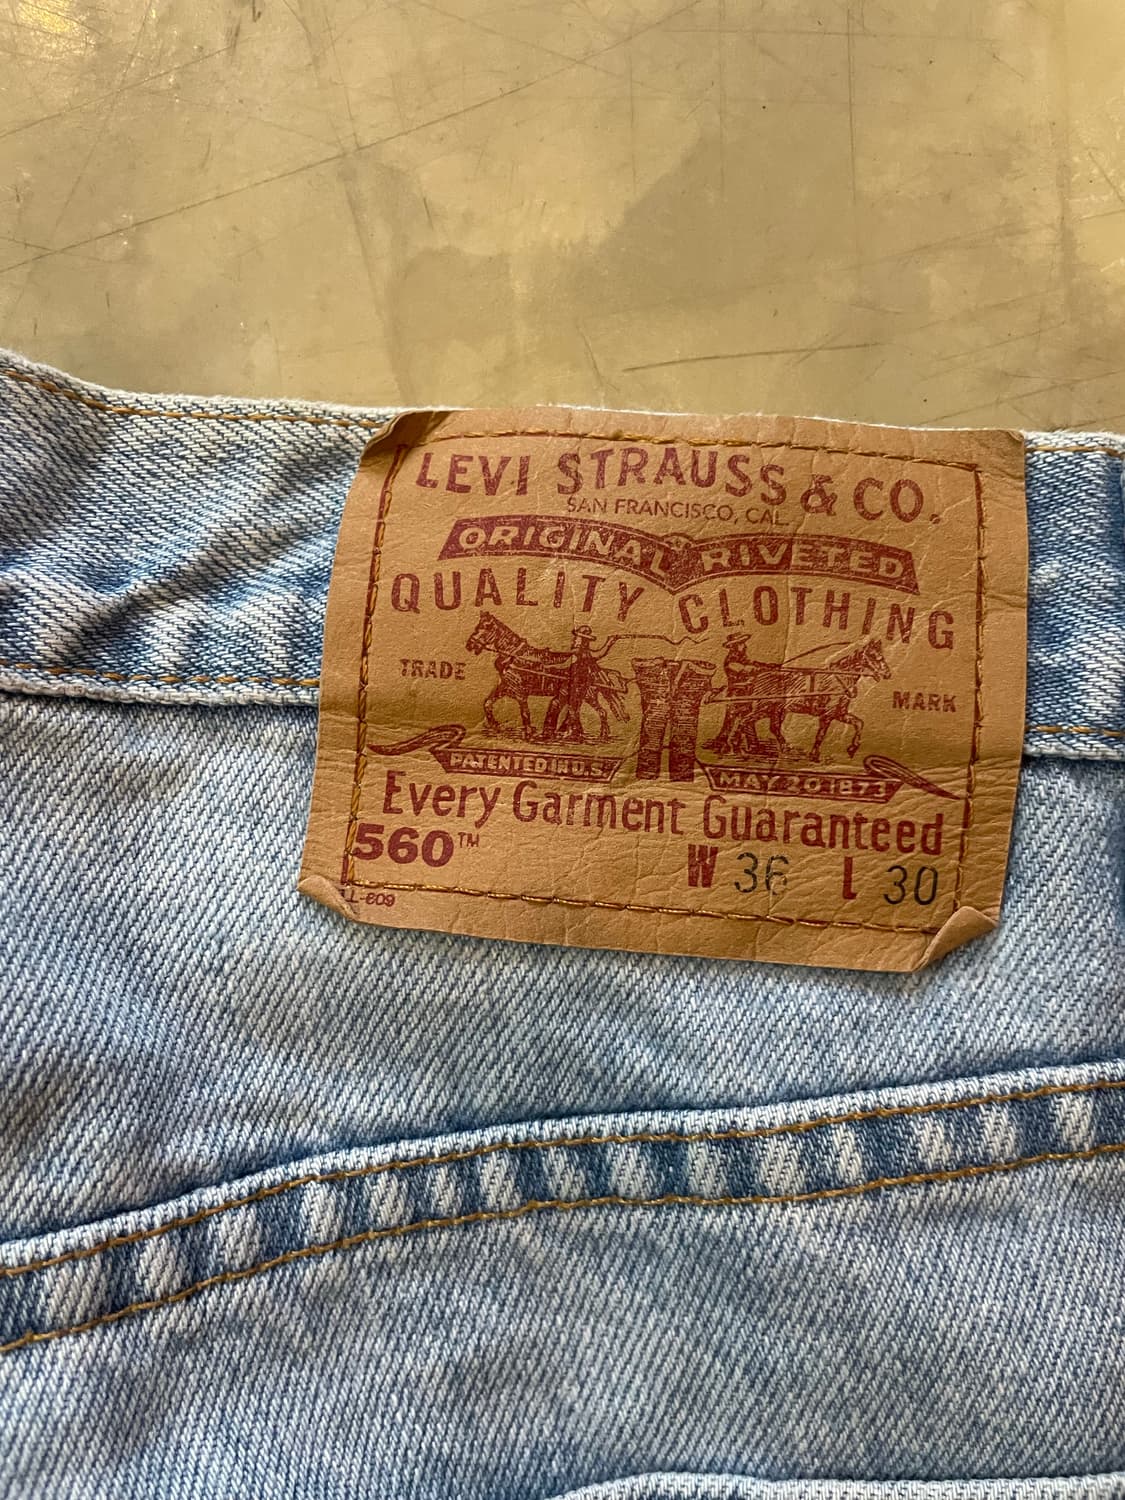 LEVI STRAUSS & CO.
SAN FRANCISCO, CAL.
ORIGINAL RIVETED
QUALITY CLOTHING
TRADE MARK
PATENTED IN U.S. MAY 20 1873
Every Garment Guaranteed
560™ W 36 L 30
L-609